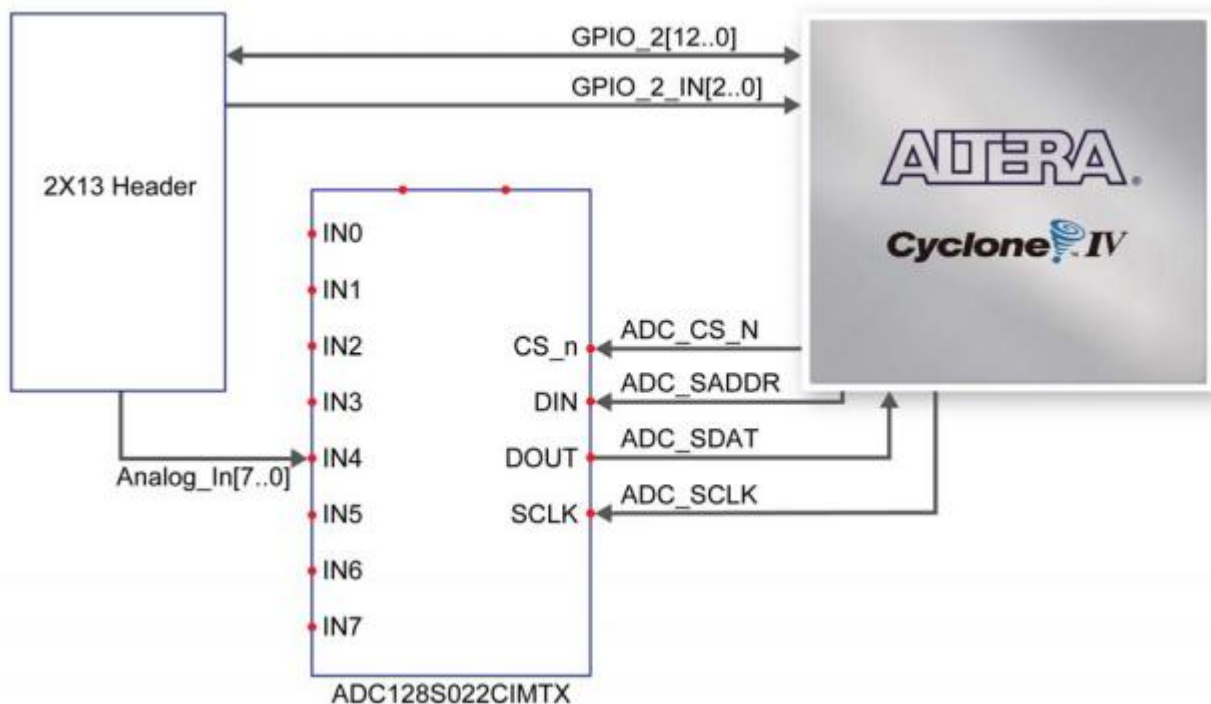 GPIO_2[12..0]
GPIO_2_IN[2..0]
2X13 Header
ALTERA®
Cyclone™ IV
IN0
IN1
IN2
IN3
IN4
IN5
IN6
IN7
Analog_In[7..0]
CS_n
DIN
DOUT
SCLK
ADC_CS_N
ADC_SADDR
ADC_SDAT
ADC_SCLK
ADC128S022CIMTX